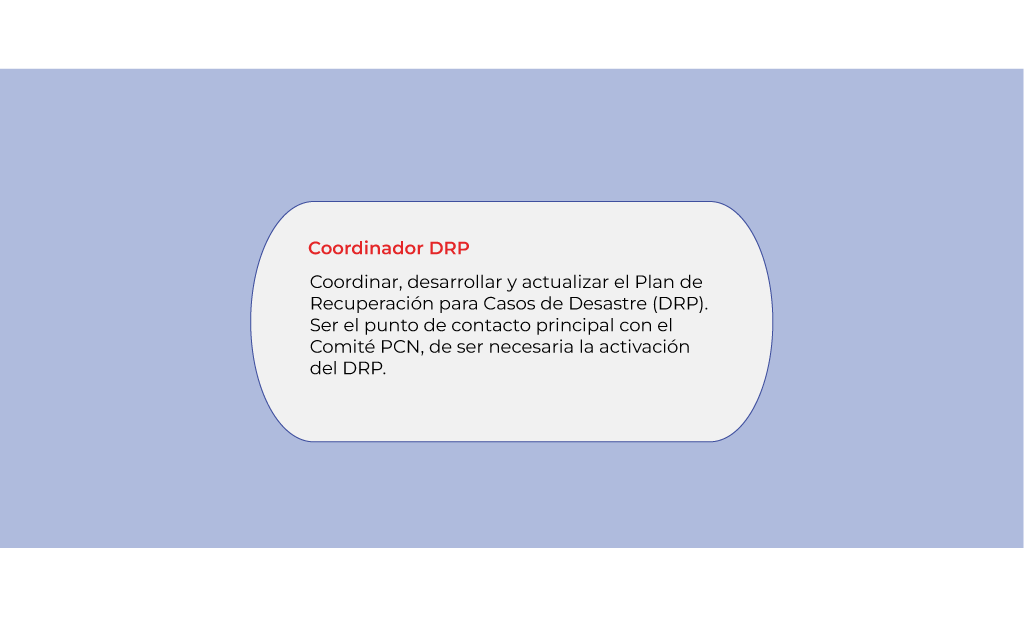 Coordinador DRP
Coordinar, desarrollar y actualizar el Plan de
Recuperación para Casos de Desastre (DRP).
Ser el punto de contacto principal con el
Comité PCN, de ser necesaria la activación
del DRP.